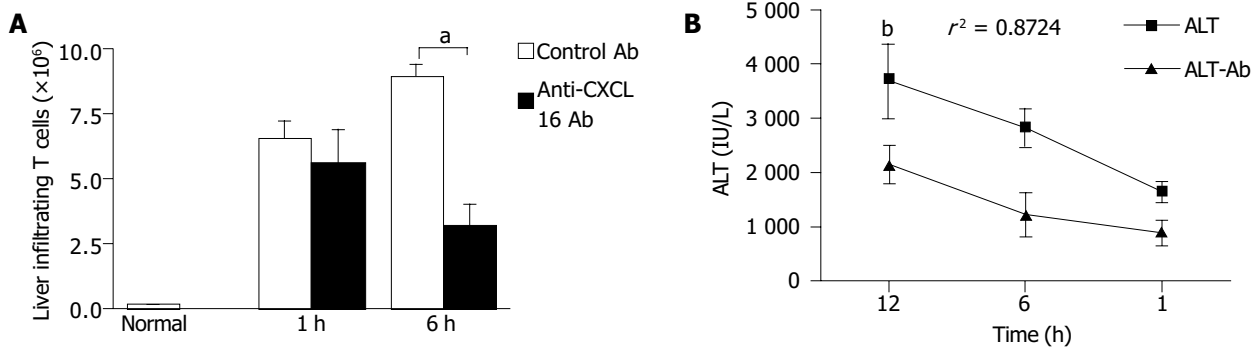 A
Liver infiltrating T cells (×10⁶)
10.0
7.5
5.0
2.5
0.0
Normal
1 h
6 h
a
Control Ab
Anti-CXCL
16 Ab
B
ALT (IU/L)
5 000
4 000
3 000
2 000
1 000
0
12
6
1
Time (h)
b
r² = 0.8724
ALT
ALT-Ab